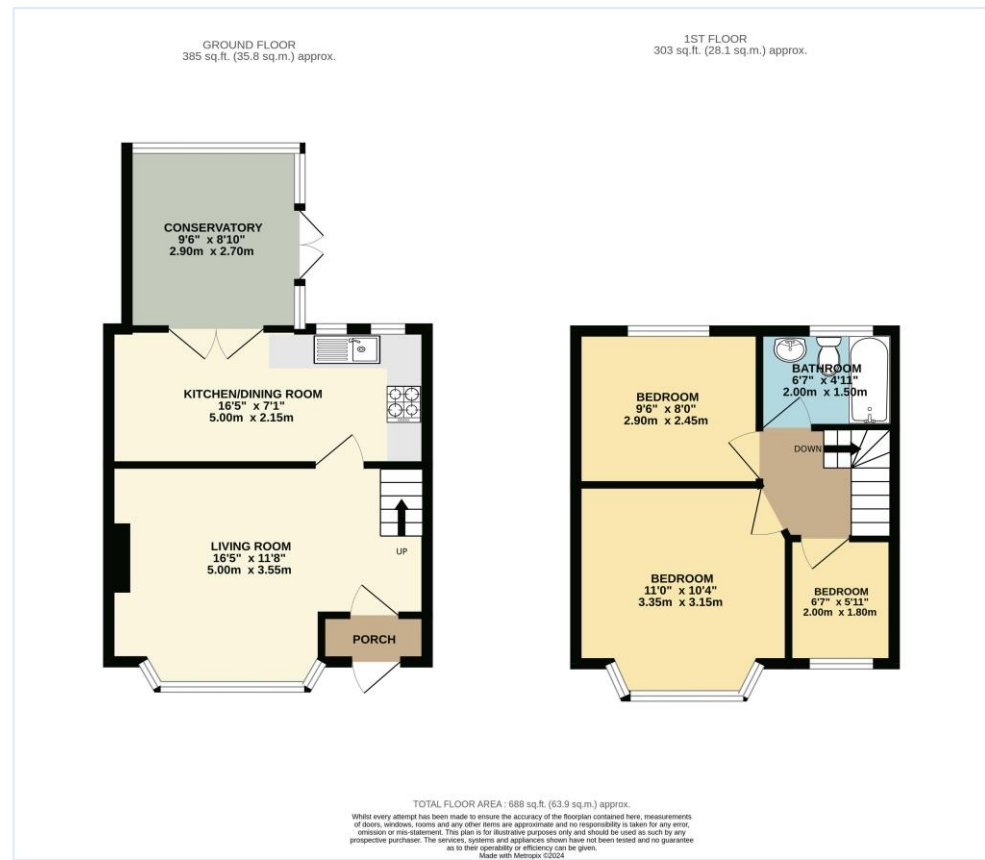 GROUND FLOOR
385 sq.ft. (35.8 sq.m.) approx.
1ST FLOOR
303 sq.ft. (28.1 sq.m.) approx.
CONSERVATORY
9'6" x 8'10"
2.90m x 2.70m
KITCHEN/DINING ROOM
16'5" x 7'1"
5.00m x 2.15m
LIVING ROOM
16'5" x 11'8"
5.00m x 3.55m
UP
PORCH
BEDROOM
9'6" x 8'0"
2.90m x 2.45m
BATHROOM
6'7" x 4'11"
2.00m x 1.50m
DOWN
BEDROOM
11'0" x 10'4"
3.35m x 3.15m
BEDROOM
6'7" x 5'11"
2.00m x 1.80m
TOTAL FLOOR AREA : 688 sq.ft. (63.9 sq.m.) approx.
Whilst every attempt has been made to ensure the accuracy of the floorplan contained here, measurements
of doors, windows, rooms and any other items are approximate and no responsibility is taken for any error,
omission or mis-statement. This plan is for illustrative purposes only and should be used as such by any
prospective purchaser. The services, systems and appliances shown have not been tested and no guarantee
as to their operability or efficiency can be given.
Made with Metropix ©2024